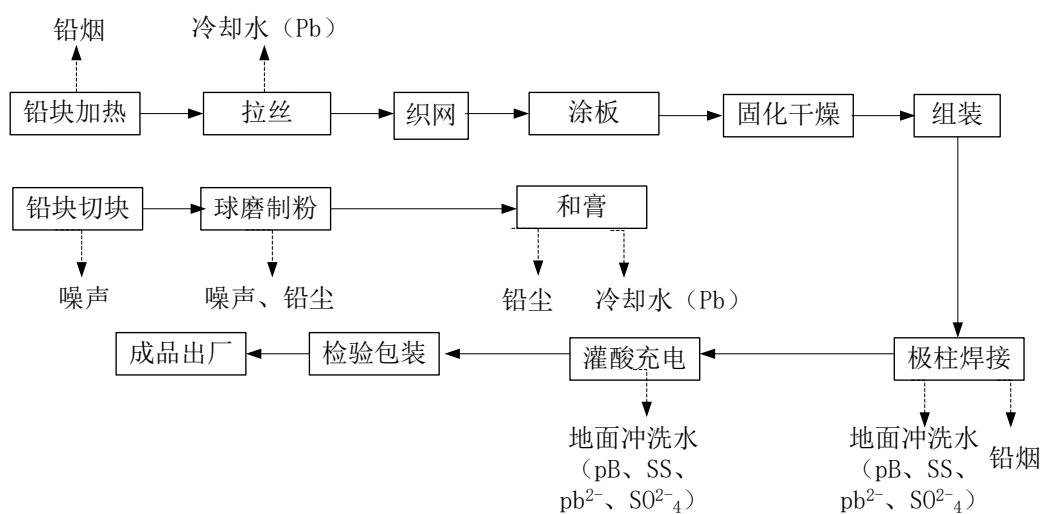 铅烟
冷却水（Pb）
铅块加热
拉丝
织网
涂板
固化干燥
组装
铅块切块
球磨制粉
和膏
噪声
噪声、铅尘
铅尘
冷却水（Pb）
成品出厂
检验包装
灌酸充电
极柱焊接
地面冲洗水
（pB、SS、
pb²⁻、SO²⁻₄）
地面冲洗水
（pB、SS、
pb²⁻、SO²⁻₄）
铅烟